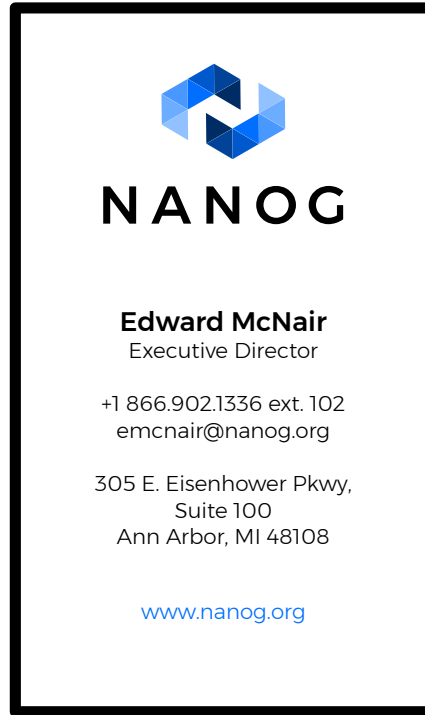 NANOG
Edward McNair
Executive Director
+1 866.902.1336 ext. 102
emcnair@nanog.org
305 E. Eisenhower Pkwy,
Suite 100
Ann Arbor, MI 48108
www.nanog.org